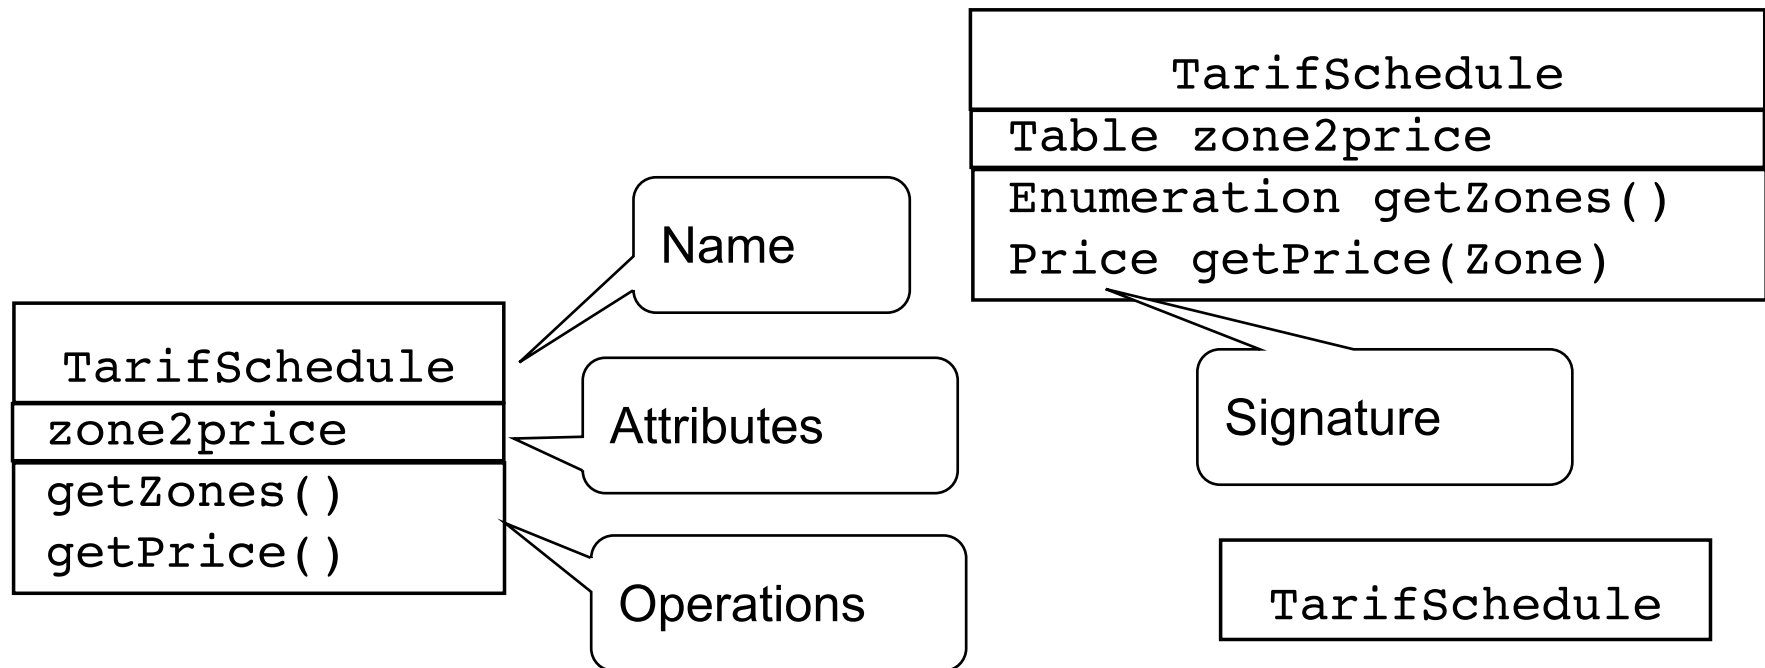 TarifSchedule
Table zone2price
Enumeration getZones()
Price getPrice(Zone)
Name
TarifSchedule
zone2price
getZones()
getPrice()
Attributes
Signature
Operations
TarifSchedule